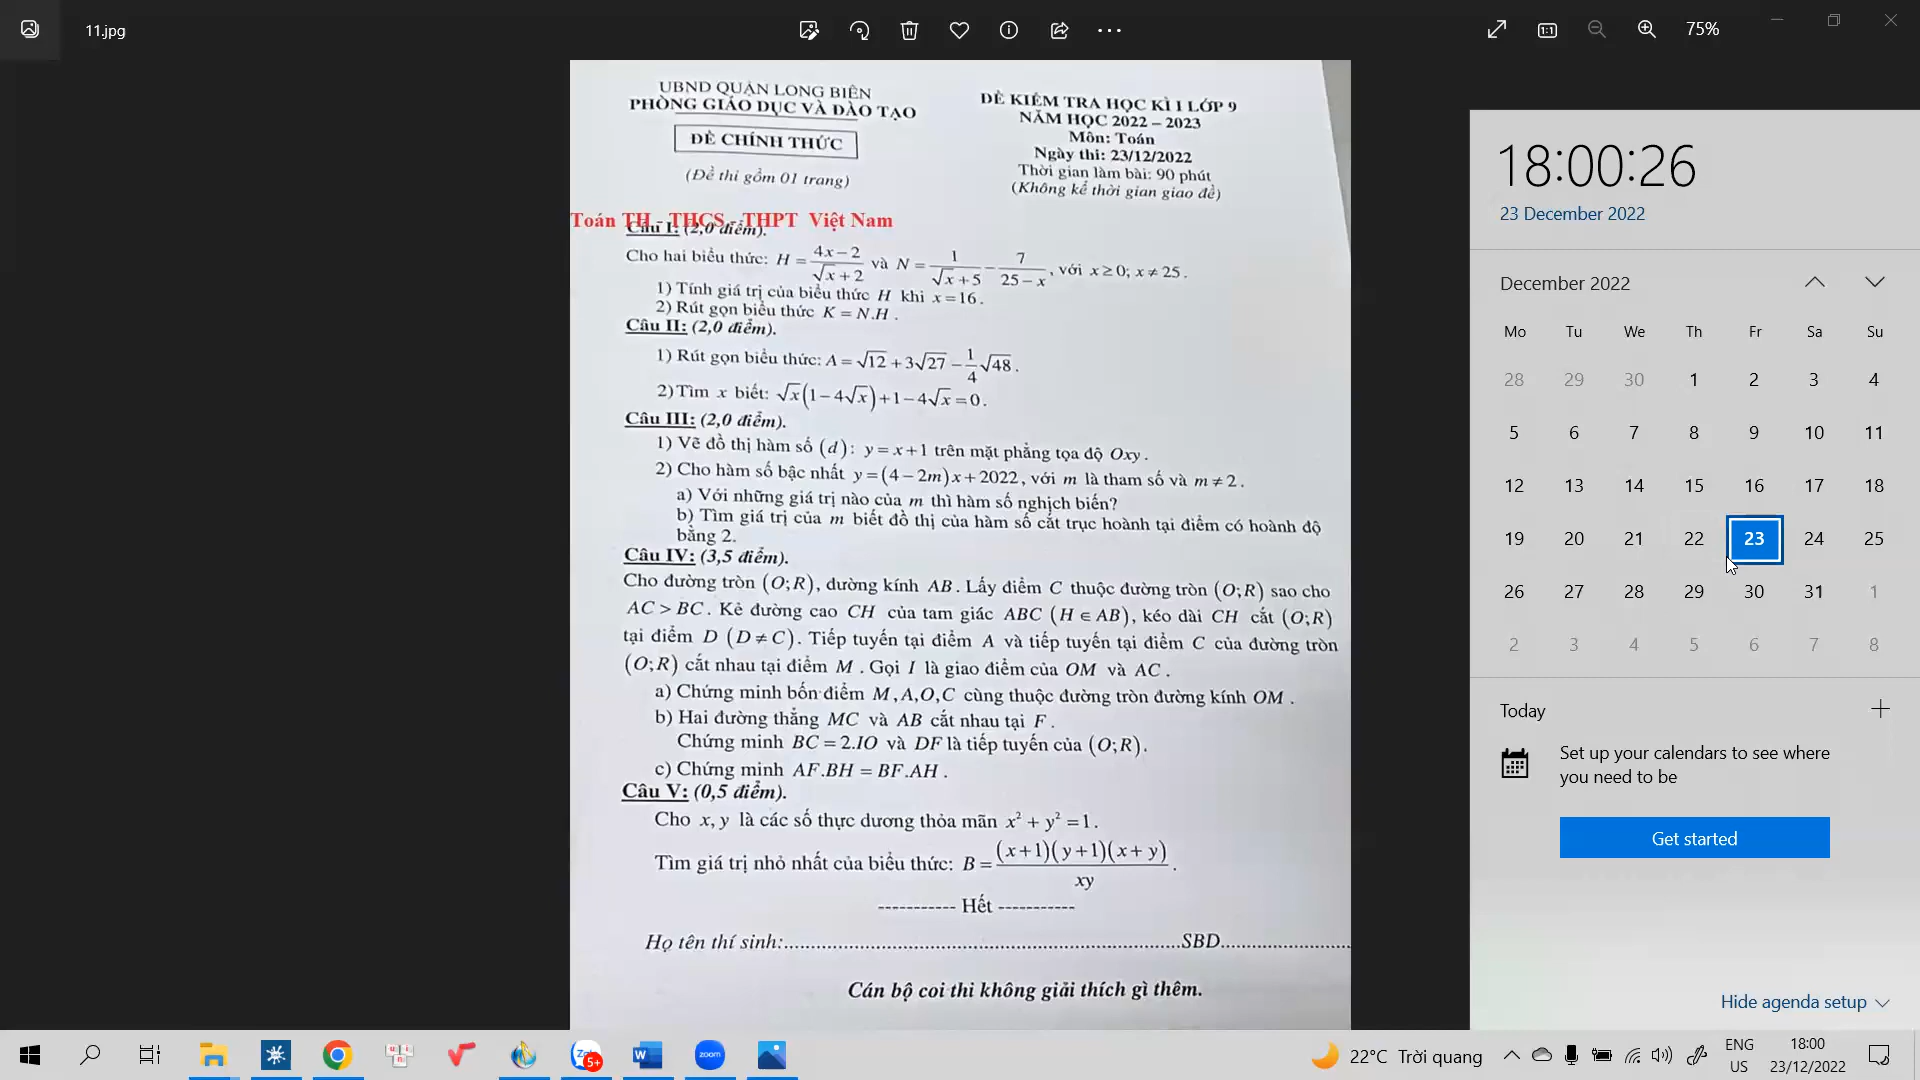 11.jpg
75%
UBND QUẬN LONG BIÊN
PHÒNG GIÁO DỤC VÀ ĐÀO TẠO
ĐỀ CHÍNH THỨC
(Đề thi gồm 01 trang)
ĐỀ KIỂM TRA HỌC KÌ I LỚP 9
NĂM HỌC 2022 – 2023
Môn: Toán
Ngày thi: 23/12/2022
Thời gian làm bài: 90 phút
(Không kể thời gian giao đề)
Toán TH - THCS - THPT Việt Nam
Câu I: (2,0 điểm).
Cho hai biểu thức: H = (4x − 2)/(√x + 2) và N = 1/(√x + 5) − 7/(25 − x), với x ≥ 0; x ≠ 25.
1) Tính giá trị của biểu thức H khi x = 16.
2) Rút gọn biểu thức K = N.H.
Câu II: (2,0 điểm).
1) Rút gọn biểu thức: A = √12 + 3√27 − 1/4 √48.
2) Tìm x biết: √x(1 − 4√x) + 1 − 4√x = 0.
Câu III: (2,0 điểm).
1) Vẽ đồ thị hàm số (d): y = x + 1 trên mặt phẳng tọa độ Oxy.
2) Cho hàm số bậc nhất y = (4 − 2m)x + 2022, với m là tham số và m ≠ 2.
a) Với những giá trị nào của m thì hàm số nghịch biến?
b) Tìm giá trị của m biết đồ thị của hàm số cắt trục hoành tại điểm có hoành độ
bằng 2.
Câu IV: (3,5 điểm).
Cho đường tròn (O;R), đường kính AB. Lấy điểm C thuộc đường tròn (O;R) sao cho
AC > BC. Kẻ đường cao CH của tam giác ABC (H ∈ AB), kéo dài CH cắt (O;R)
tại điểm D (D ≠ C). Tiếp tuyến tại điểm A và tiếp tuyến tại điểm C của đường tròn
(O;R) cắt nhau tại điểm M. Gọi I là giao điểm của OM và AC.
a) Chứng minh bốn điểm M,A,O,C cùng thuộc đường tròn đường kính OM.
b) Hai đường thẳng MC và AB cắt nhau tại F.
Chứng minh BC = 2.IO và DF là tiếp tuyến của (O;R).
c) Chứng minh AF.BH = BF.AH.
Câu V: (0,5 điểm).
Cho x, y là các số thực dương thỏa mãn x² + y² = 1.
Tìm giá trị nhỏ nhất của biểu thức: B = (x+1)(y+1)(x+y)/xy.
----------- Hết -----------
Họ tên thí sinh:..............................................................SBD....................
Cán bộ coi thi không giải thích gì thêm.
18:00:26
23 December 2022
December 2022
Mo Tu We Th Fr Sa Su
28 29 30 1 2 3 4
5 6 7 8 9 10 11
12 13 14 15 16 17 18
19 20 21 22 23 24 25
26 27 28 29 30 31 1
2 3 4 5 6 7 8
Today
Set up your calendars to see where
you need to be
Get started
Hide agenda setup
zoom
5+
22°C Trời quang
ENG
US
18:00
23/12/2022